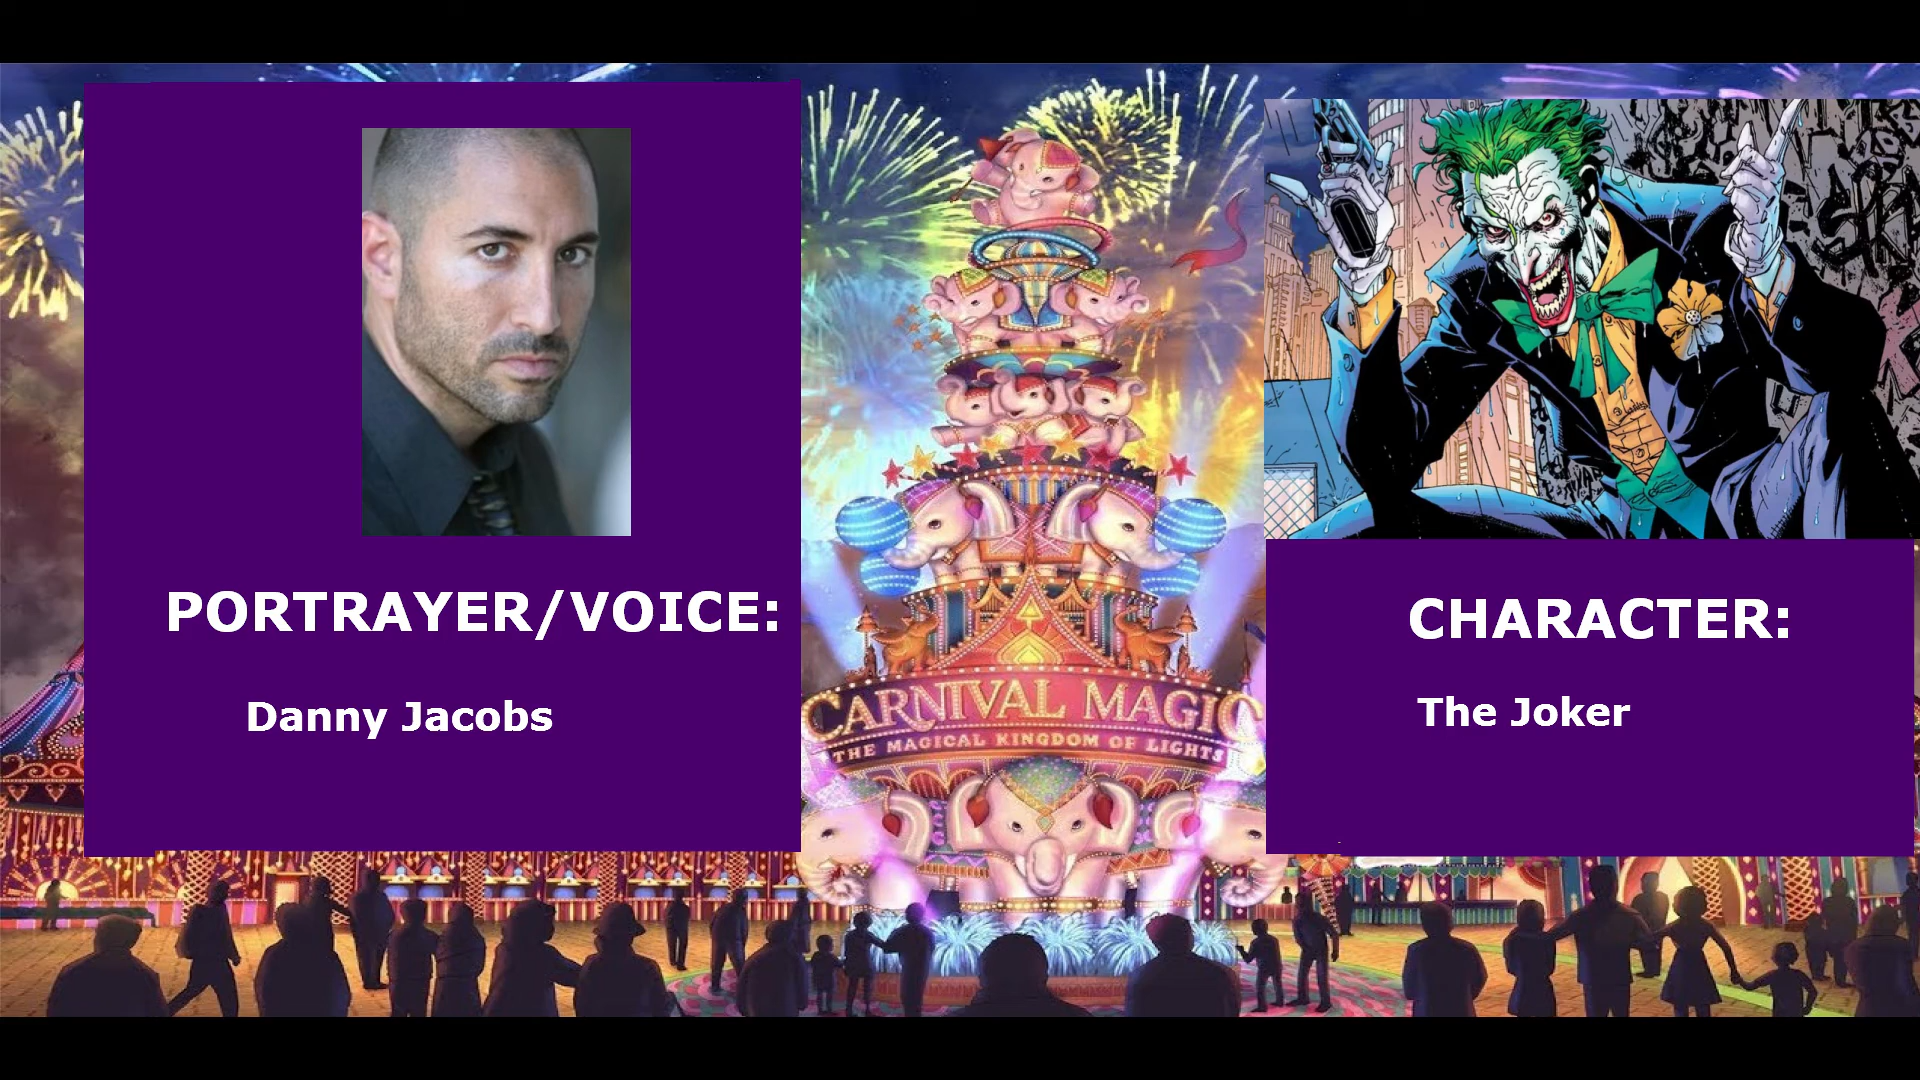 PORTRAYER/VOICE:
Danny Jacobs
CARNIVAL MAGIC
THE MAGICAL KINGDOM OF LIGHTS
CHARACTER:
The Joker